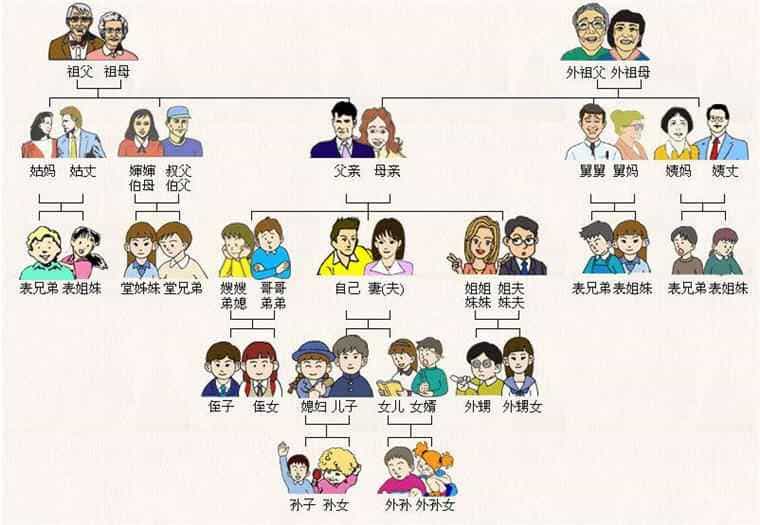 祖父 祖母
外祖父 外祖母
姑妈 姑丈
婶婶 叔父
伯母 伯父
父亲 母亲
舅舅 舅妈
姨妈 姨丈
表兄弟 表姐妹
堂姊妹 堂兄弟
嫂嫂 哥哥
弟媳 弟弟
自己 妻(夫)
姐姐 姐夫
妹妹 妹夫
表兄弟 表姐妹
表兄弟 表姐妹
侄子 侄女
媳妇 儿子
女儿 女婿
外甥 外甥女
孙子 孙女
外孙 外孙女